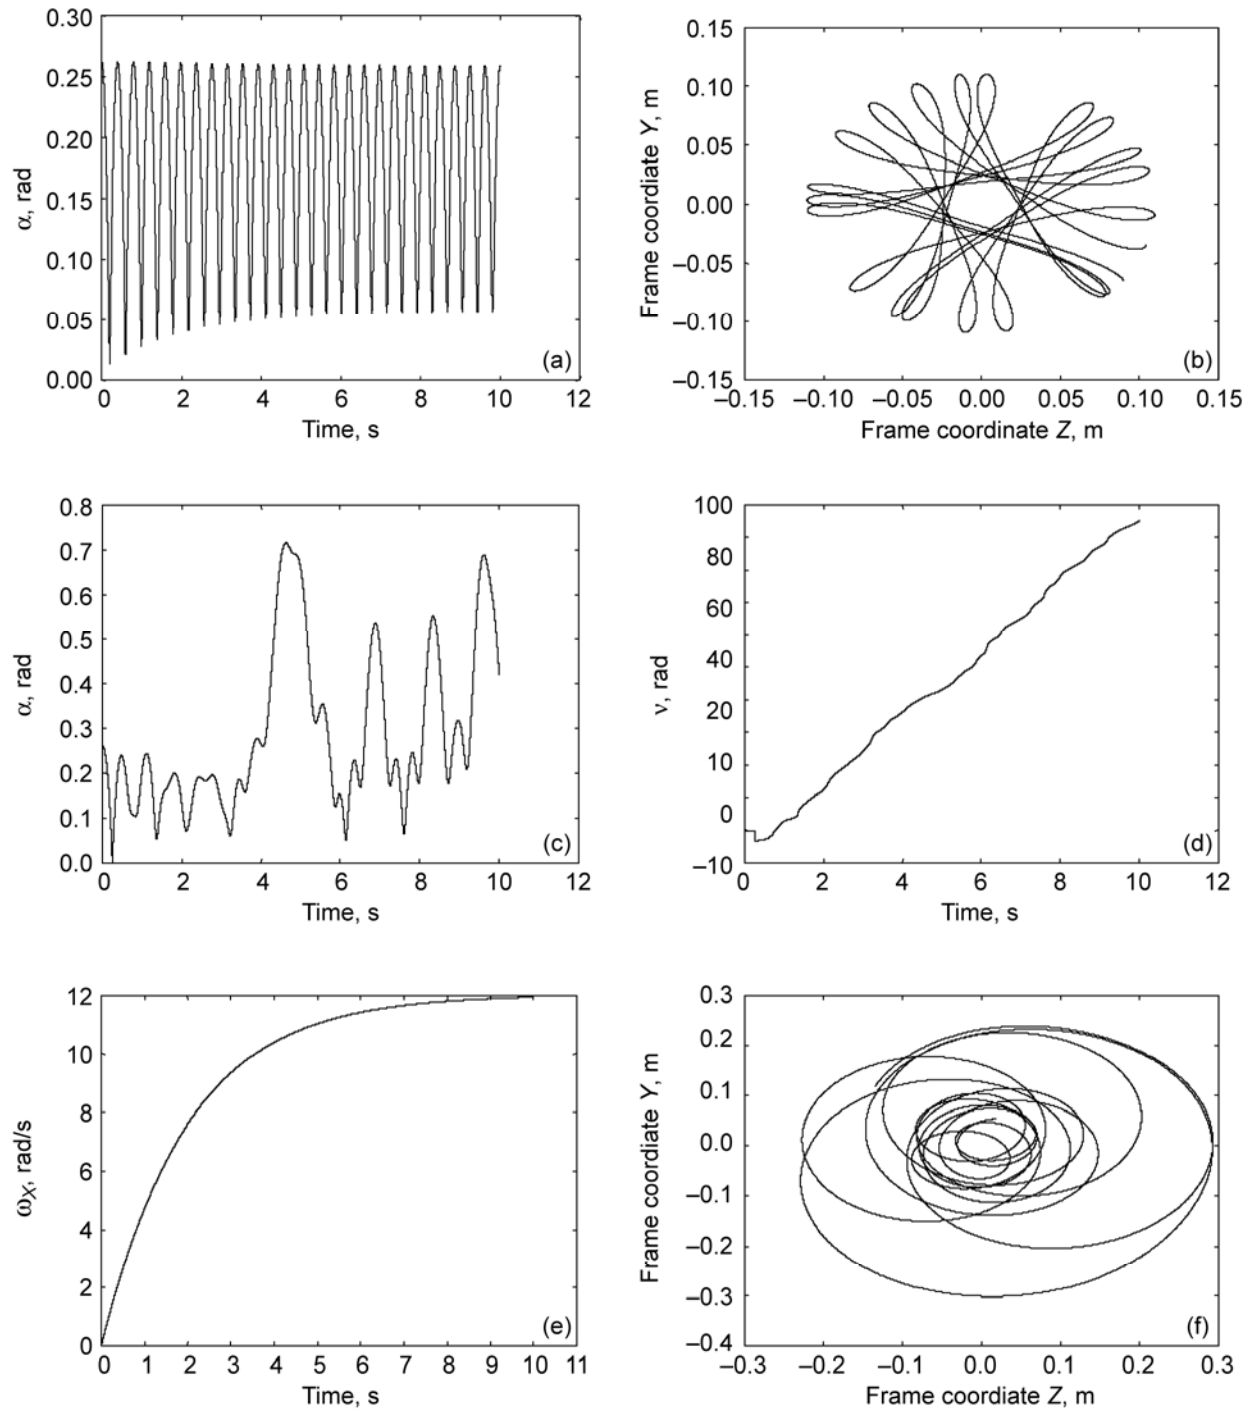 0.30
0.25
0.20
0.15
0.10
0.05
0.00
α, rad
0 2 4 6 8 10 12
Time, s
(a)
0.15
0.10
0.05
0.00
–0.05
–0.10
–0.15
Frame coordiate Y, m
–0.15 –0.10 –0.05 0.00 0.05 0.10 0.15
Frame coordinate Z, m
(b)
0.8
0.7
0.6
0.5
0.4
0.3
0.2
0.1
0.0
α, rad
0 2 4 6 8 10 12
Time, s
(c)
100
80
60
40
20
10
0
–10
ν, rad
0 2 4 6 8 10 12
Time, s
(d)
12
10
8
6
4
2
0
ωX, rad/s
0 1 2 3 4 5 6 7 8 9 10 11
Time, s
(e)
0.3
0.2
0.1
0.0
–0.1
–0.2
–0.3
–0.4
Frame coordiate Y, m
–0.3 –0.2 –0.1 0.0 0.1 0.2 0.3
Frame coordiate Z, m
(f)